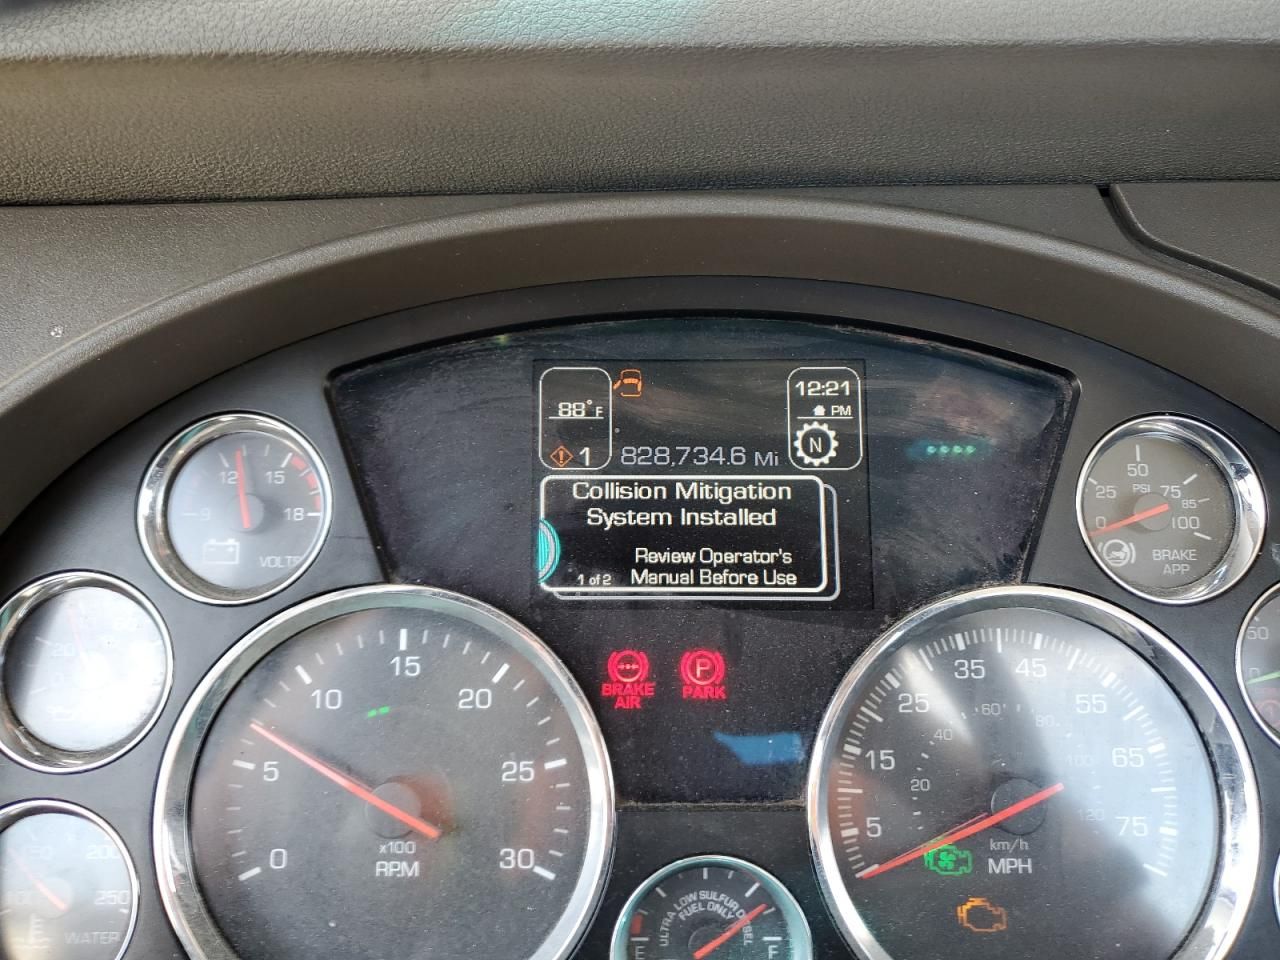 12:21
88° F
PM
N
1
828,734.6 Mi
Collision Mitigation
System Installed
Review Operator's
1 of 2 Manual Before Use
BRAKE
AIR
P
PARK
9
12
15
18
VOLTS
0
5
10
15
20
25
30
x100
RPM
5
15
25
35
45
55
65
75
20
40
60
80
100
120
km/h
MPH
0
25
50
75
85
100
PSI
BRAKE
APP
ULTRA LOW SULFUR DIESEL
FUEL ONLY
E
F
200
250
WATER
50
0